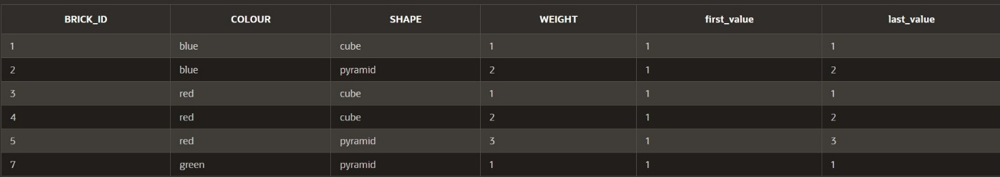 BRICK_ID COLOUR SHAPE WEIGHT first_value last_value
1 blue cube 1 1 1
2 blue pyramid 2 1 2
3 red cube 1 1 1
4 red cube 2 1 2
5 red pyramid 3 1 3
7 green pyramid 1 1 1